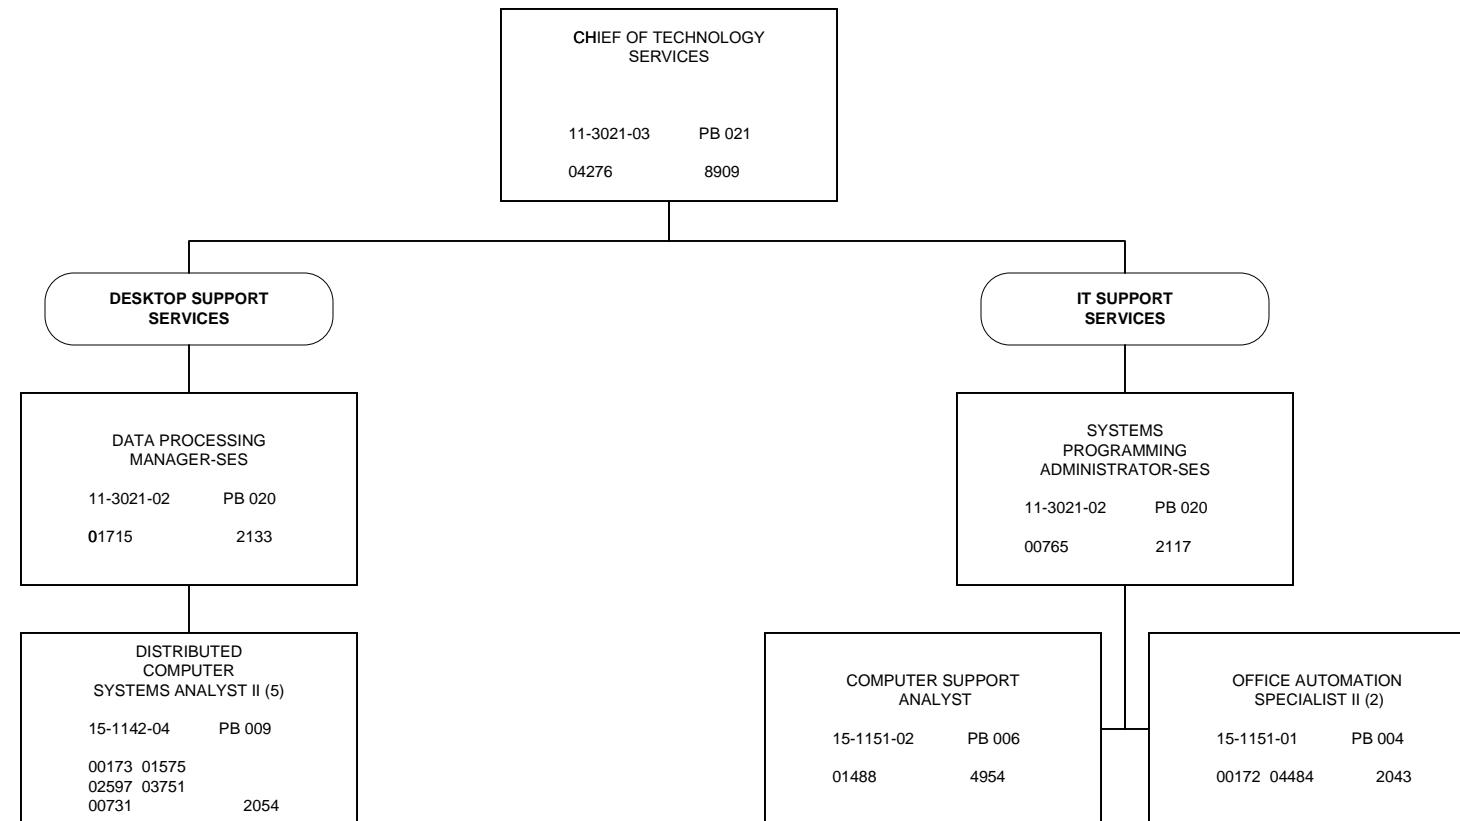 CHIEF OF TECHNOLOGY
SERVICES
11-3021-03 PB 021
04276 8909
DESKTOP SUPPORT
SERVICES
IT SUPPORT
SERVICES
DATA PROCESSING
MANAGER-SES
11-3021-02 PB 020
01715 2133
SYSTEMS
PROGRAMMING
ADMINISTRATOR-SES
11-3021-02 PB 020
00765 2117
DISTRIBUTED
COMPUTER
SYSTEMS ANALYST II (5)
15-1142-04 PB 009
00173 01575
02597 03751
00731 2054
COMPUTER SUPPORT
ANALYST
15-1151-02 PB 006
01488 4954
OFFICE AUTOMATION
SPECIALIST II (2)
15-1151-01 PB 004
00172 04484 2043